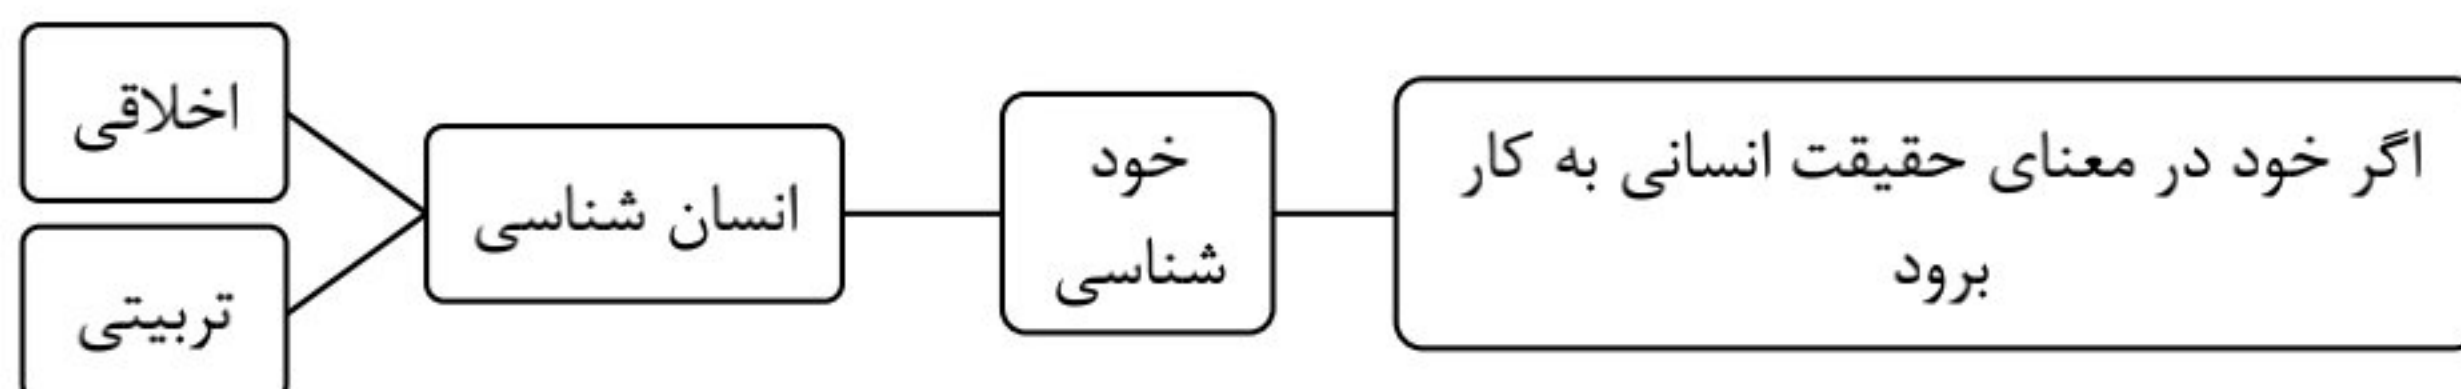 اگر خود در معنای حقیقت انسانی به کار
برود
خود
شناسی
انسان شناسی
اخلاقی
تربیتی